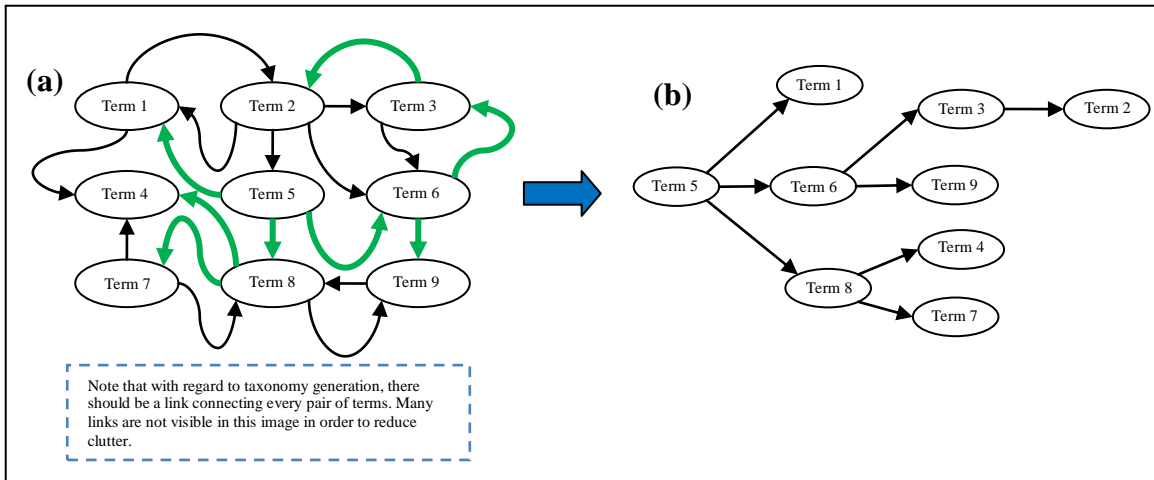 (a)
Term 1
Term 2
Term 3
Term 4
Term 5
Term 6
Term 7
Term 8
Term 9
Note that with regard to taxonomy generation, there
should be a link connecting every pair of terms. Many
links are not visible in this image in order to reduce
clutter.
(b)
Term 1
Term 3
Term 2
Term 5
Term 6
Term 9
Term 4
Term 8
Term 7